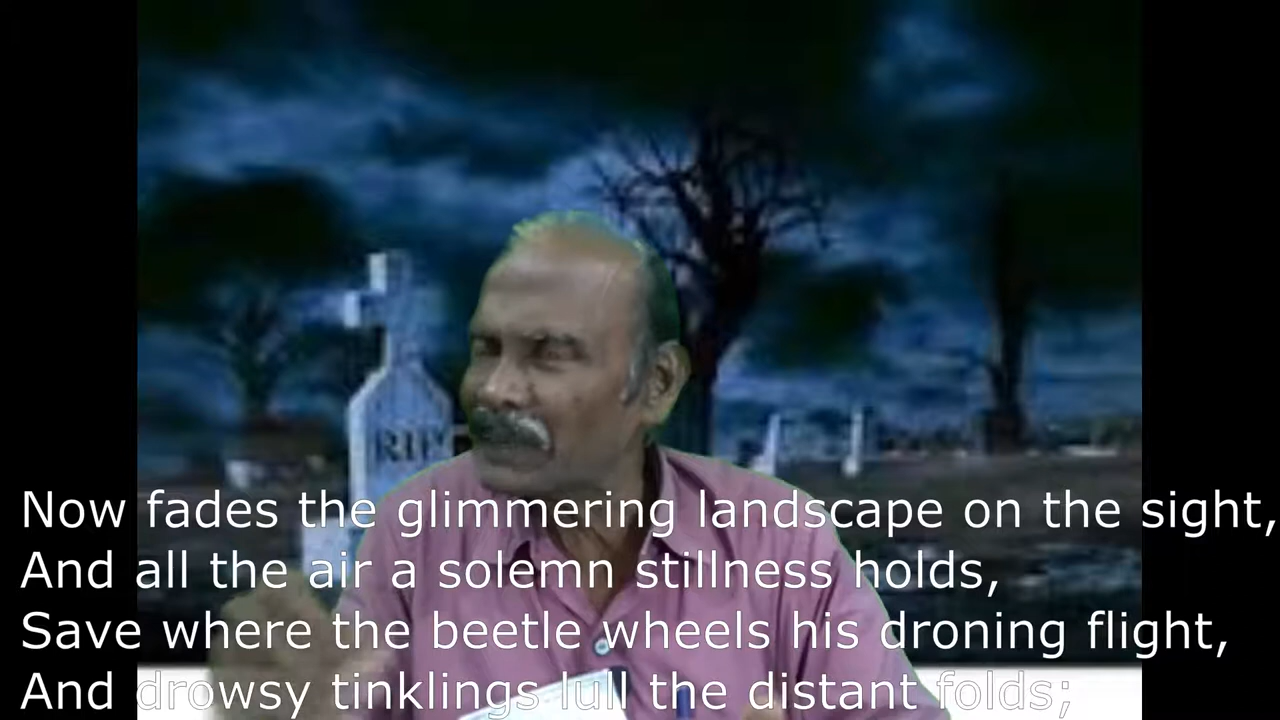 RIP
Now fades the glimmering landscape on the sight,
And all the air a solemn stillness holds,
Save where the beetle wheels his droning flight,
And drowsy tinklings lull the distant folds;